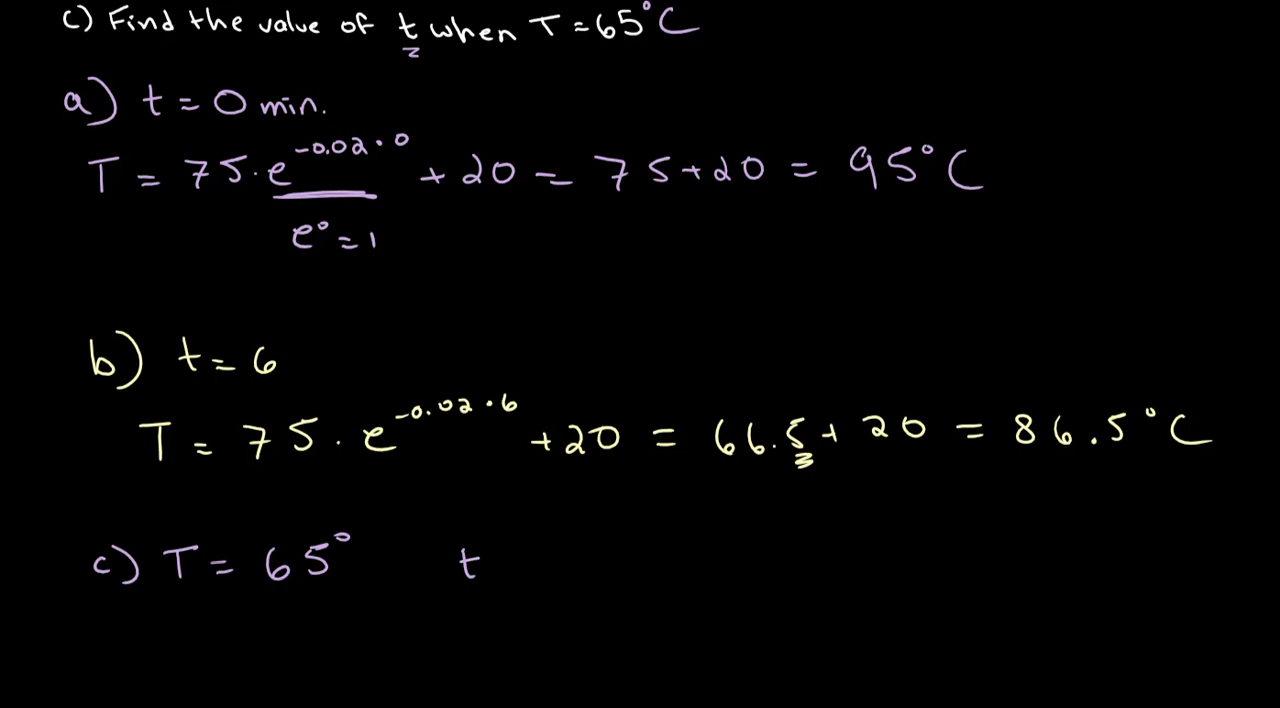 c) Find the value of t when T = 65°C
a) t = 0 min.
T = 75 · e^-0.02·0 + 20 = 75 + 20 = 95°C
e° = 1
b) t = 6
T = 75 · e^-0.02·6 + 20 = 66.5 + 20 = 86.5°C
c) T = 65° t